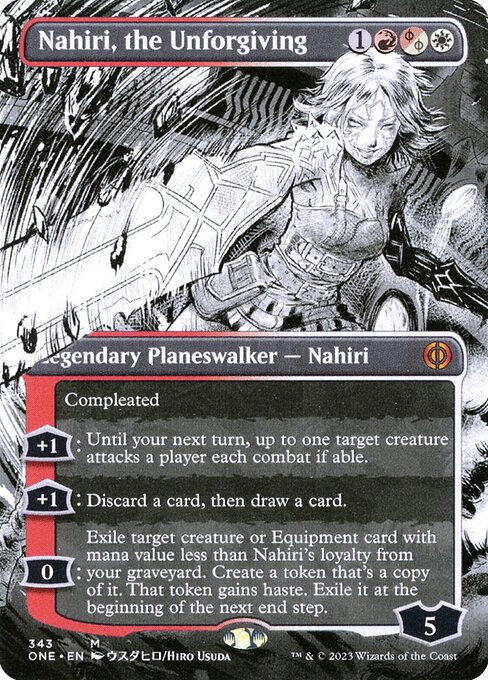 Nahiri, the Unforgiving 1
Legendary Planeswalker — Nahiri
Compleated
+1: Until your next turn, up to one target creature
attacks a player each combat if able.
+1: Discard a card, then draw a card.
Exile target creature or Equipment card with
mana value less than Nahiri's loyalty from
0: your graveyard. Create a token that's a copy
of it. That token gains haste. Exile it at the
beginning of the next end step.
5
343 M
ONE • EN ウスダヒロ/HIRO USUDA ™ & © 2023 Wizards of the Coast